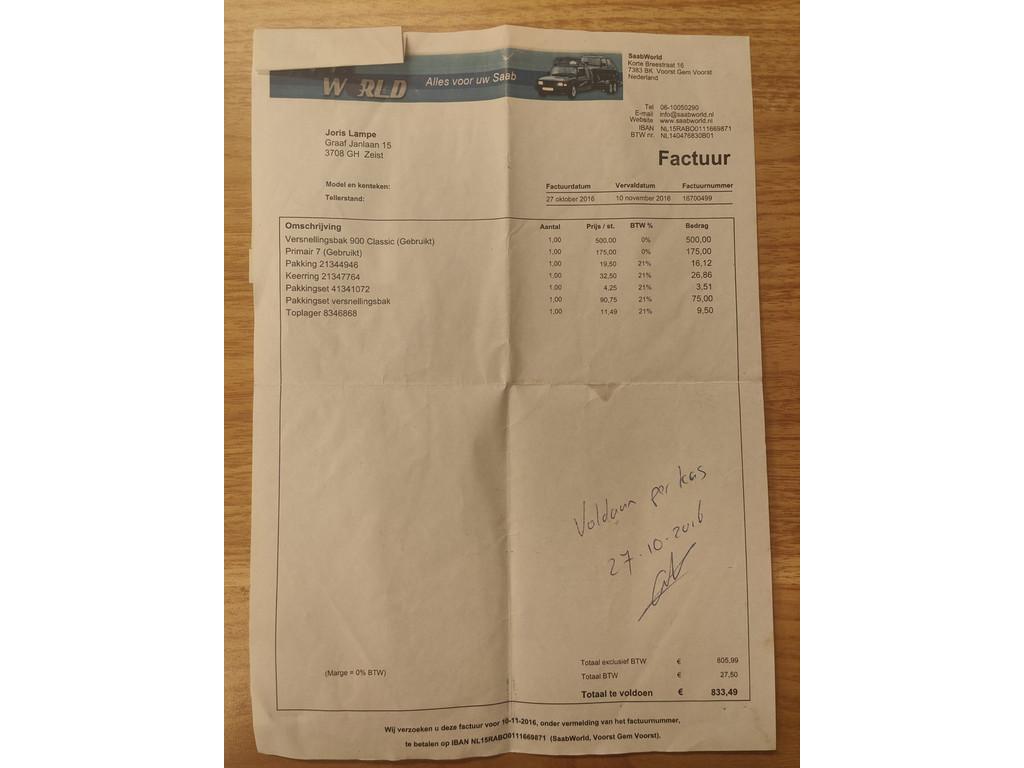 W RLD Alles voor uw Saab
SaabWorld
Korte Breestraat 16
7383 BK Voorst Gem Voorst
Nederland
Tel 06-10050290
E-mail info@saabworld.nl
Website www.saabworld.nl
IBAN NL15RABO0111669871
BTW nr. NL140476830B01
Joris Lampe
Graaf Janlaan 15
3708 GH Zeist
Factuur
Model en kenteken:
Tellerstand:
Factuurdatum Vervaldatum Factuurnummer
27 oktober 2016 10 november 2016 16700499
Omschrijving Aantal Prijs / st. BTW % Bedrag
Versnellingsbak 900 Classic (Gebruikt) 1,00 500,00 0% 500,00
Primair 7 (Gebruikt) 1,00 175,00 0% 175,00
Pakking 21344946 1,00 19,50 21% 16,12
Keerring 21347764 1,00 32,50 21% 26,86
Pakkingset 41341072 1,00 4,25 21% 3,51
Pakkingset versnellingsbak 1,00 90,75 21% 75,00
Toplager 8346868 1,00 11,49 21% 9,50
Voldaan per kas
27-10-2016
(Marge = 0% BTW)
Totaal exclusief BTW € 805,99
Totaal BTW € 27,50
Totaal te voldoen € 833,49
Wij verzoeken u deze factuur voor 10-11-2016, onder vermelding van het factuurnummer,
te betalen op IBAN NL15RABO0111669871 (SaabWorld, Voorst Gem Voorst).